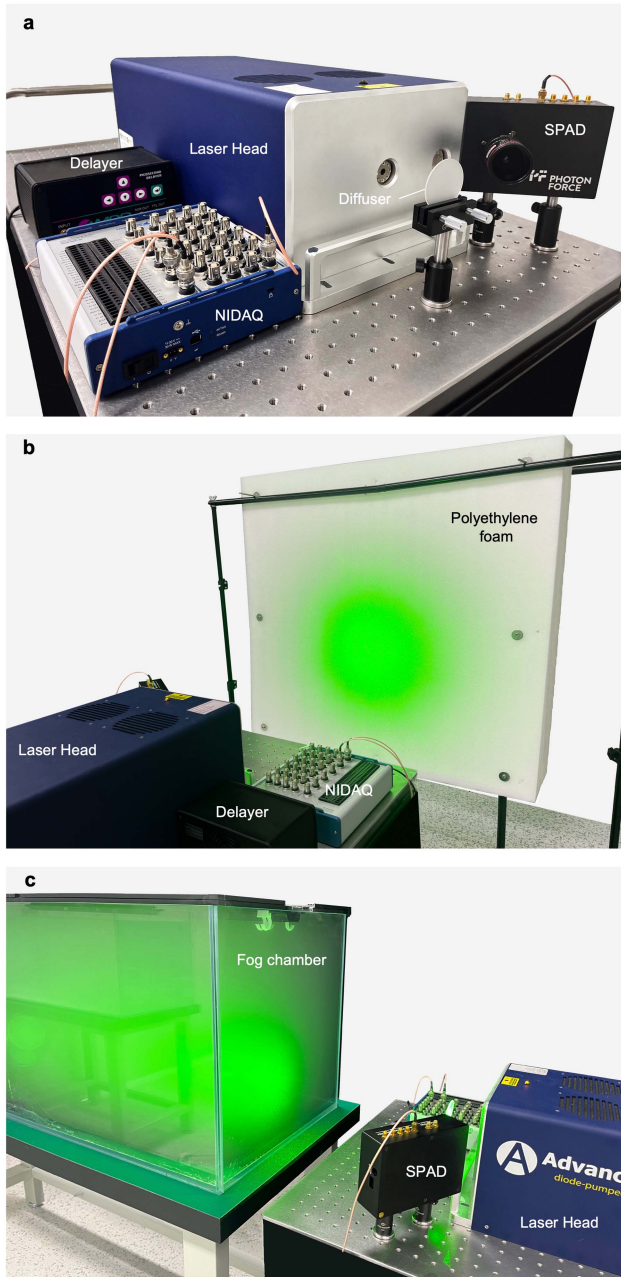 a
Laser Head
Delayer
SPAD
PHOTON
FORCE
Diffuser
NIDAQ
b
Polyethylene
foam
Laser Head
NIDAQ
Delayer
c
Fog chamber
SPAD
Advanc
diode-pumpe
Laser Head